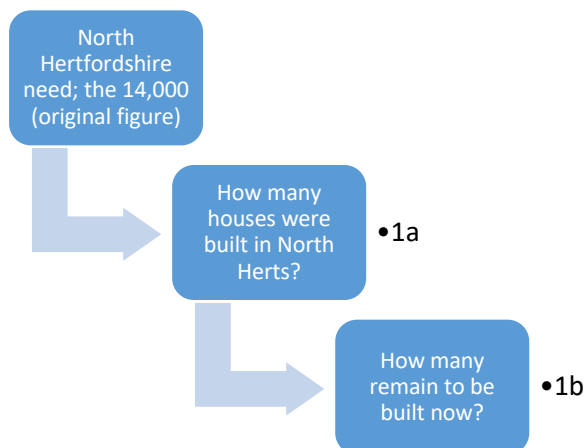 North
Hertfordshire
need; the 14,000
(original figure)
How many
houses were
built in North
Herts?
•1a
How many
remain to be
built now?
•1b